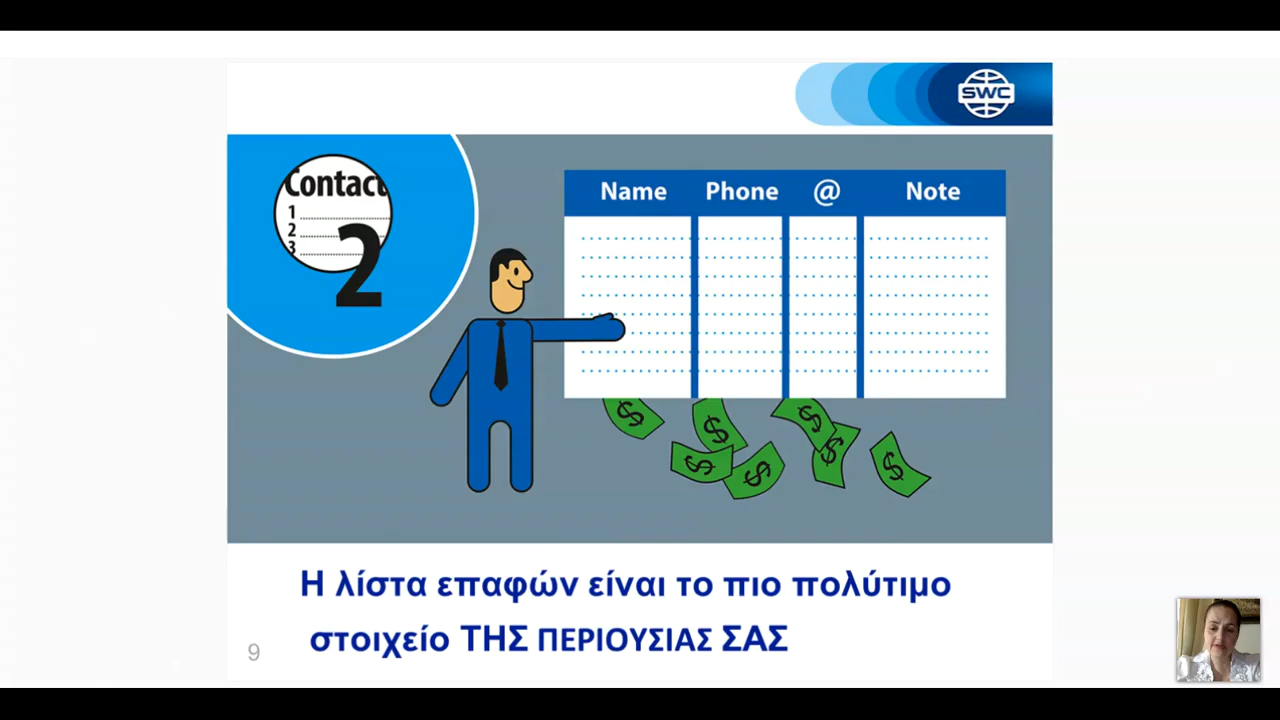 SWC
Contact
1
2
3
2
Name Phone @ Note
$ $ $ $ $ $ $
Η λίστα επαφών είναι το πιο πολύτιμο
στοιχείο ΤΗΣ ΠΕΡΙΟΥΣΙΑΣ ΣΑΣ
9